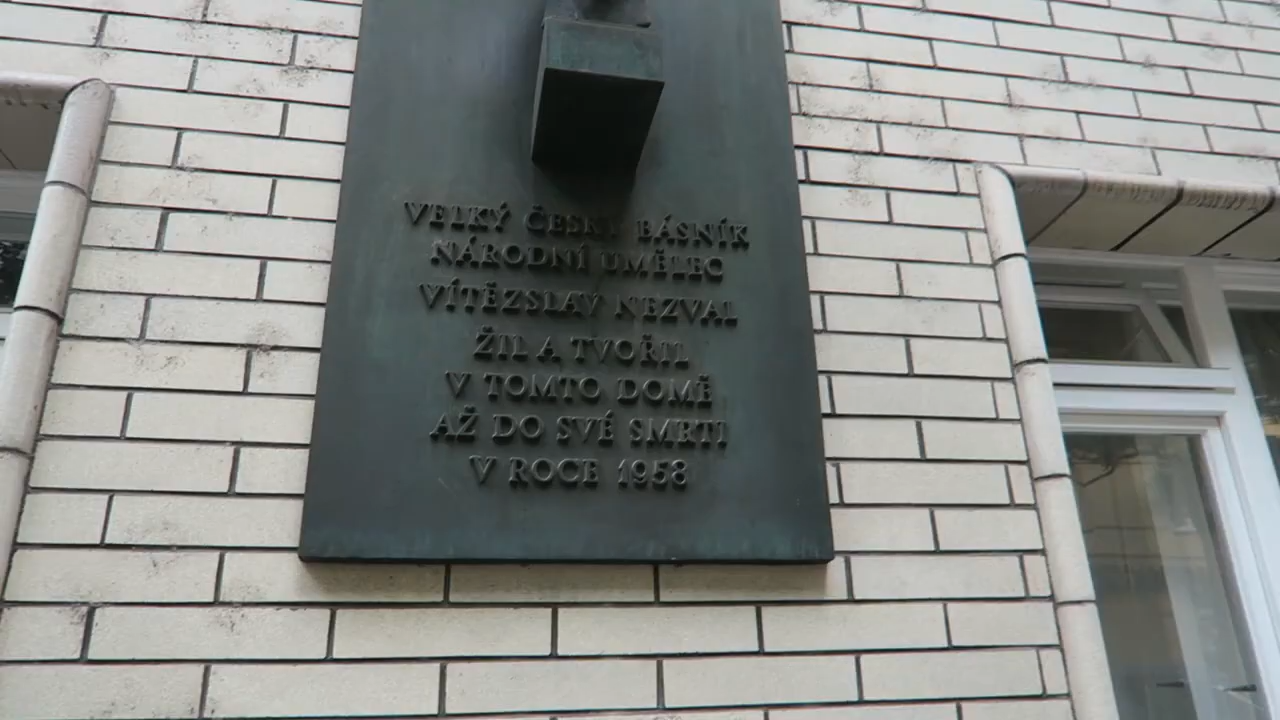 VELKÝ ČESKÝ BÁSNÍK
NÁRODNÍ UMĚLEC
VÍTĚZSLAV NEZVAL
ŽIL A TVOŘIL
V TOMTO DOMĚ
AŽ DO SVÉ SMRTI
V ROCE 1958